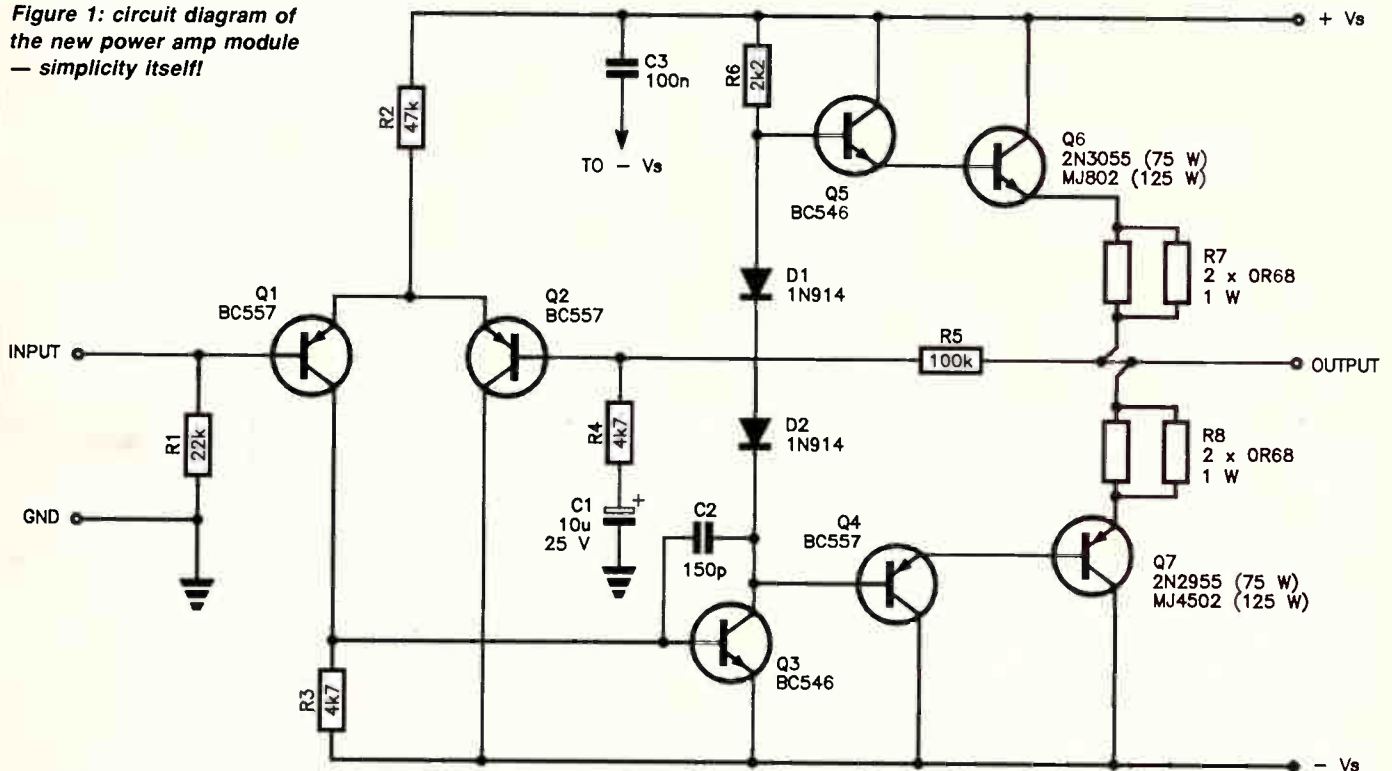 Figure 1: circuit diagram of
the new power amp module
— simplicity itself!
+ Vs
R2
47k
C3
100n
TO – Vs
R6
2k2
Q5
BC546
Q6
2N3055 (75 W)
MJ802 (125 W)
R7
2 x 0R68
1 W
D1
1N914
Q1
BC557
Q2
BC557
INPUT
R5
100k
OUTPUT
R1
22k
R4
4k7
D2
1N914
R8
2 x 0R68
1 W
GND
C1
10u
25 V
+
C2
150p
Q4
BC557
Q7
2N2955 (75 W)
MJ4502 (125 W)
Q3
BC546
R3
4k7
– Vs